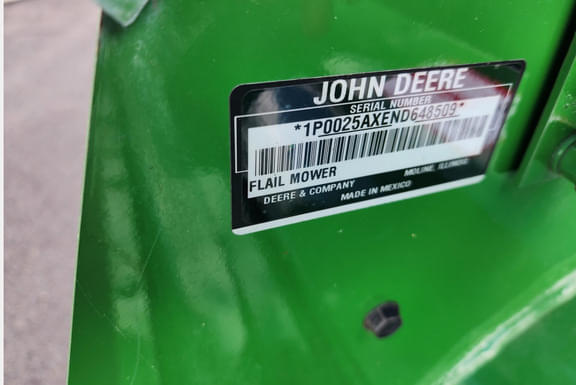 JOHN DEERE
SERIAL NUMBER
*1P0025AXEND648509*
FLAIL MOWER
DEERE & COMPANY MOLINE, ILLINOIS
MADE IN MEXICO